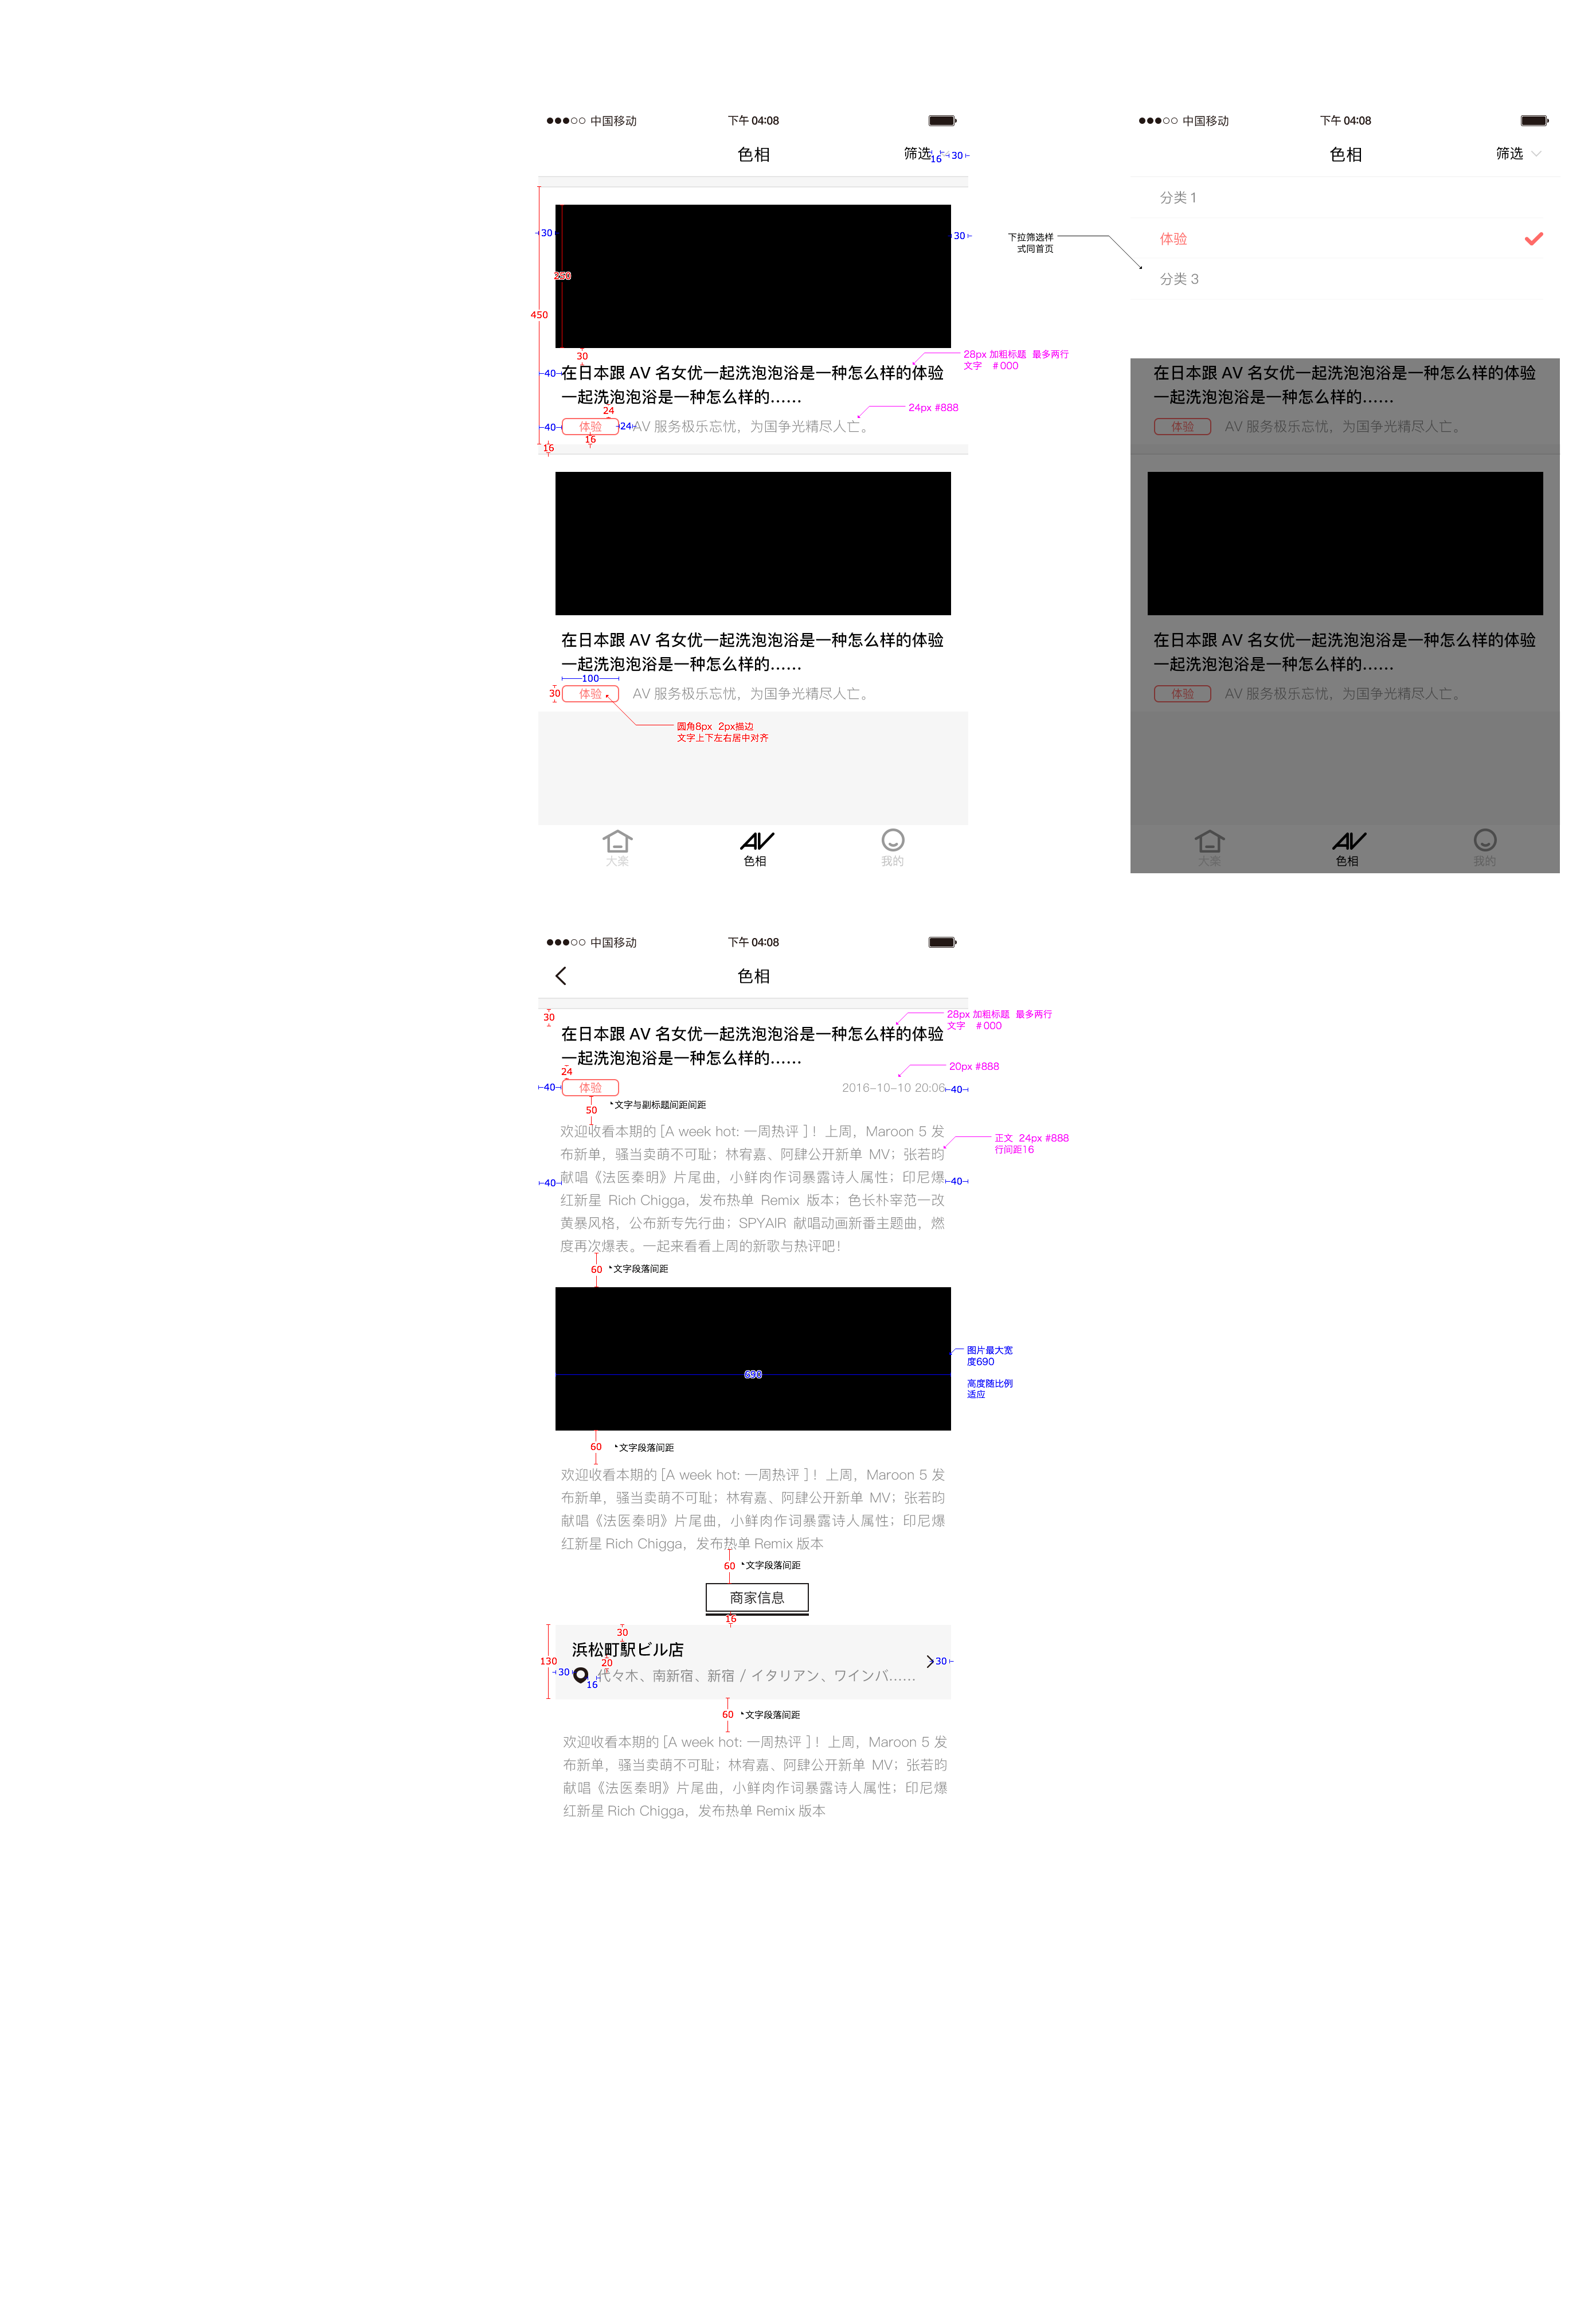 中国移动
下午 04:08
色相
筛选
16
30
30
30
250
450
30
28px 加粗标题 最多两行
文字 #000
40
在日本跟 AV 名女优一起洗泡泡浴是一种怎么样的体验
一起洗泡泡浴是一种怎么样的......
24
24px #888
40
体验
24
AV 服务极乐忘忧，为国争光精尽人亡。
16
16
在日本跟 AV 名女优一起洗泡泡浴是一种怎么样的体验
一起洗泡泡浴是一种怎么样的......
100
30
体验
AV 服务极乐忘忧，为国争光精尽人亡。
圆角8px 2px描边
文字上下左右居中对齐
大楽
AV
色相
我的
中国移动
下午 04:08
色相
筛选
分类 1
下拉筛选样
式同首页
体验
分类 3
在日本跟 AV 名女优一起洗泡泡浴是一种怎么样的体验
一起洗泡泡浴是一种怎么样的......
体验
AV 服务极乐忘忧，为国争光精尽人亡。
在日本跟 AV 名女优一起洗泡泡浴是一种怎么样的体验
一起洗泡泡浴是一种怎么样的......
体验
AV 服务极乐忘忧，为国争光精尽人亡。
大楽
AV
色相
我的
中国移动
下午 04:08
色相
30
28px 加粗标题 最多两行
文字 #000
在日本跟 AV 名女优一起洗泡泡浴是一种怎么样的体验
一起洗泡泡浴是一种怎么样的......
24
20px #888
40
体验
2016-10-10 20:06
40
50
*文字与副标题间距间距
欢迎收看本期的 [A week hot: 一周热评 ]！上周，Maroon 5 发
布新单，骚当卖萌不可耻；林宥嘉、阿肆公开新单 MV；张若昀
献唱《法医秦明》片尾曲，小鲜肉作词暴露诗人属性；印尼爆
红新星 Rich Chigga，发布热单 Remix 版本；色长朴宰范一改
黄暴风格，公布新专先行曲；SPYAIR 献唱动画新番主题曲，燃
度再次爆表。一起来看看上周的新歌与热评吧！
正文 24px #888
行间距16
40
40
60
*文字段落间距
690
图片最大宽
度690
高度随比例
适应
60
*文字段落间距
欢迎收看本期的 [A week hot: 一周热评 ]！上周，Maroon 5 发
布新单，骚当卖萌不可耻；林宥嘉、阿肆公开新单 MV；张若昀
献唱《法医秦明》片尾曲，小鲜肉作词暴露诗人属性；印尼爆
红新星 Rich Chigga，发布热单 Remix 版本
60
*文字段落间距
商家信息
16
30
浜松町駅ビル店
130
20
30
30
代々木、南新宿、新宿 / イタリアン、ワインバ......
16
60
*文字段落间距
欢迎收看本期的 [A week hot: 一周热评 ]！上周，Maroon 5 发
布新单，骚当卖萌不可耻；林宥嘉、阿肆公开新单 MV；张若昀
献唱《法医秦明》片尾曲，小鲜肉作词暴露诗人属性；印尼爆
红新星 Rich Chigga，发布热单 Remix 版本